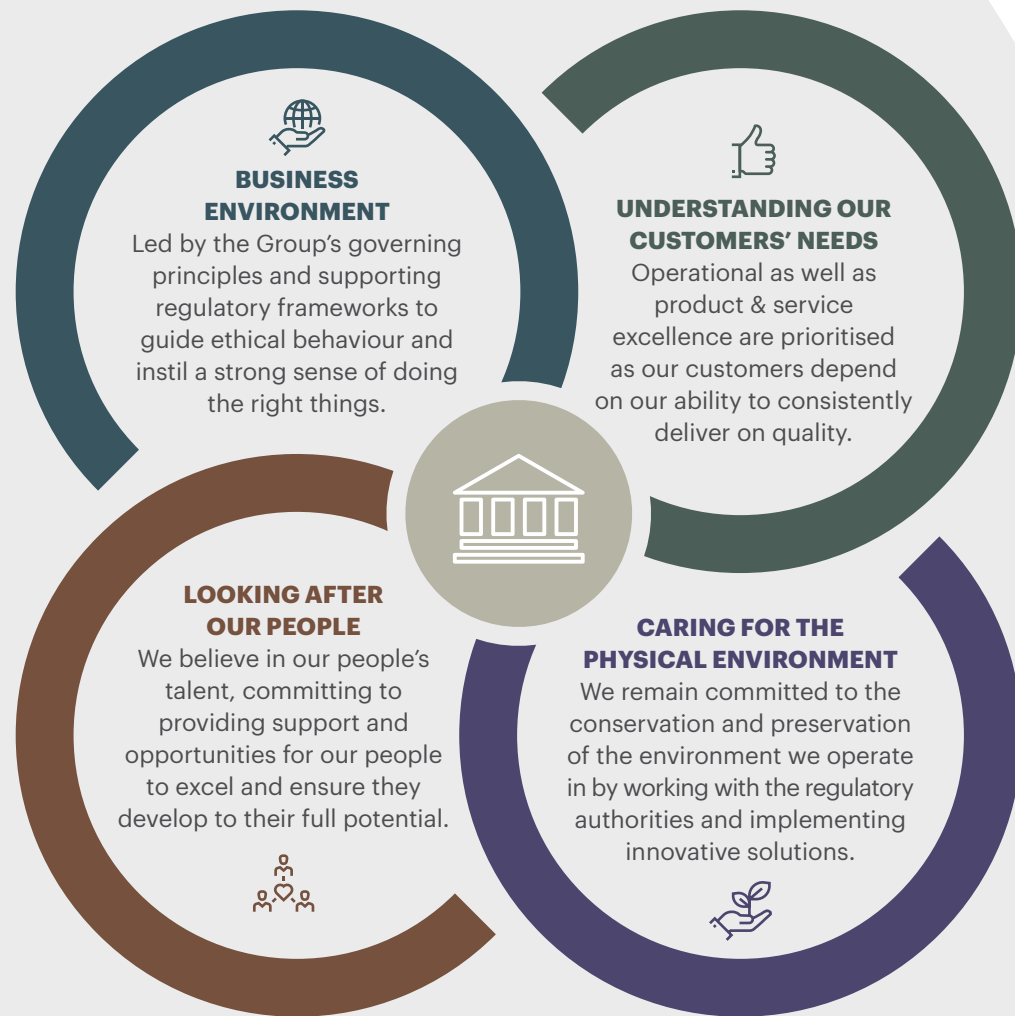 BUSINESS
ENVIRONMENT
Led by the Group’s governing
principles and supporting
regulatory frameworks to
guide ethical behaviour and
instil a strong sense of doing
the right things.
UNDERSTANDING OUR
CUSTOMERS’ NEEDS
Operational as well as
product & service
excellence are prioritised
as our customers depend
on our ability to consistently
deliver on quality.
LOOKING AFTER
OUR PEOPLE
We believe in our people’s
talent, committing to
providing support and
opportunities for our people
to excel and ensure they
develop to their full potential.
CARING FOR THE
PHYSICAL ENVIRONMENT
We remain committed to the
conservation and preservation
of the environment we operate
in by working with the regulatory
authorities and implementing
innovative solutions.